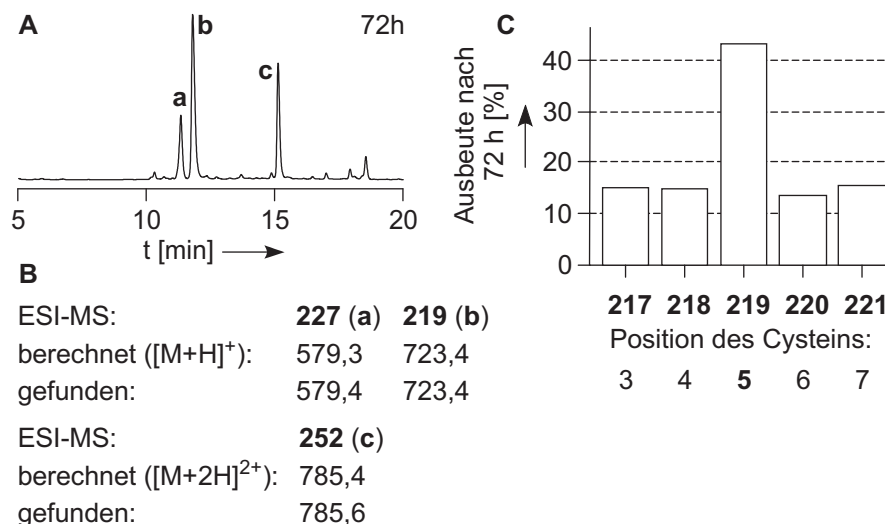 A
b
72h
a
c
5 10 15 20
t [min]
B
ESI-MS: 227 (a) 219 (b)
berechnet ([M+H]+): 579,3 723,4
gefunden: 579,4 723,4
ESI-MS: 252 (c)
berechnet ([M+2H]2+): 785,4
gefunden: 785,6
C
Ausbeute nach
72 h [%]
40
30
20
10
0
217 218 219 220 221
Position des Cysteins:
3 4 5 6 7